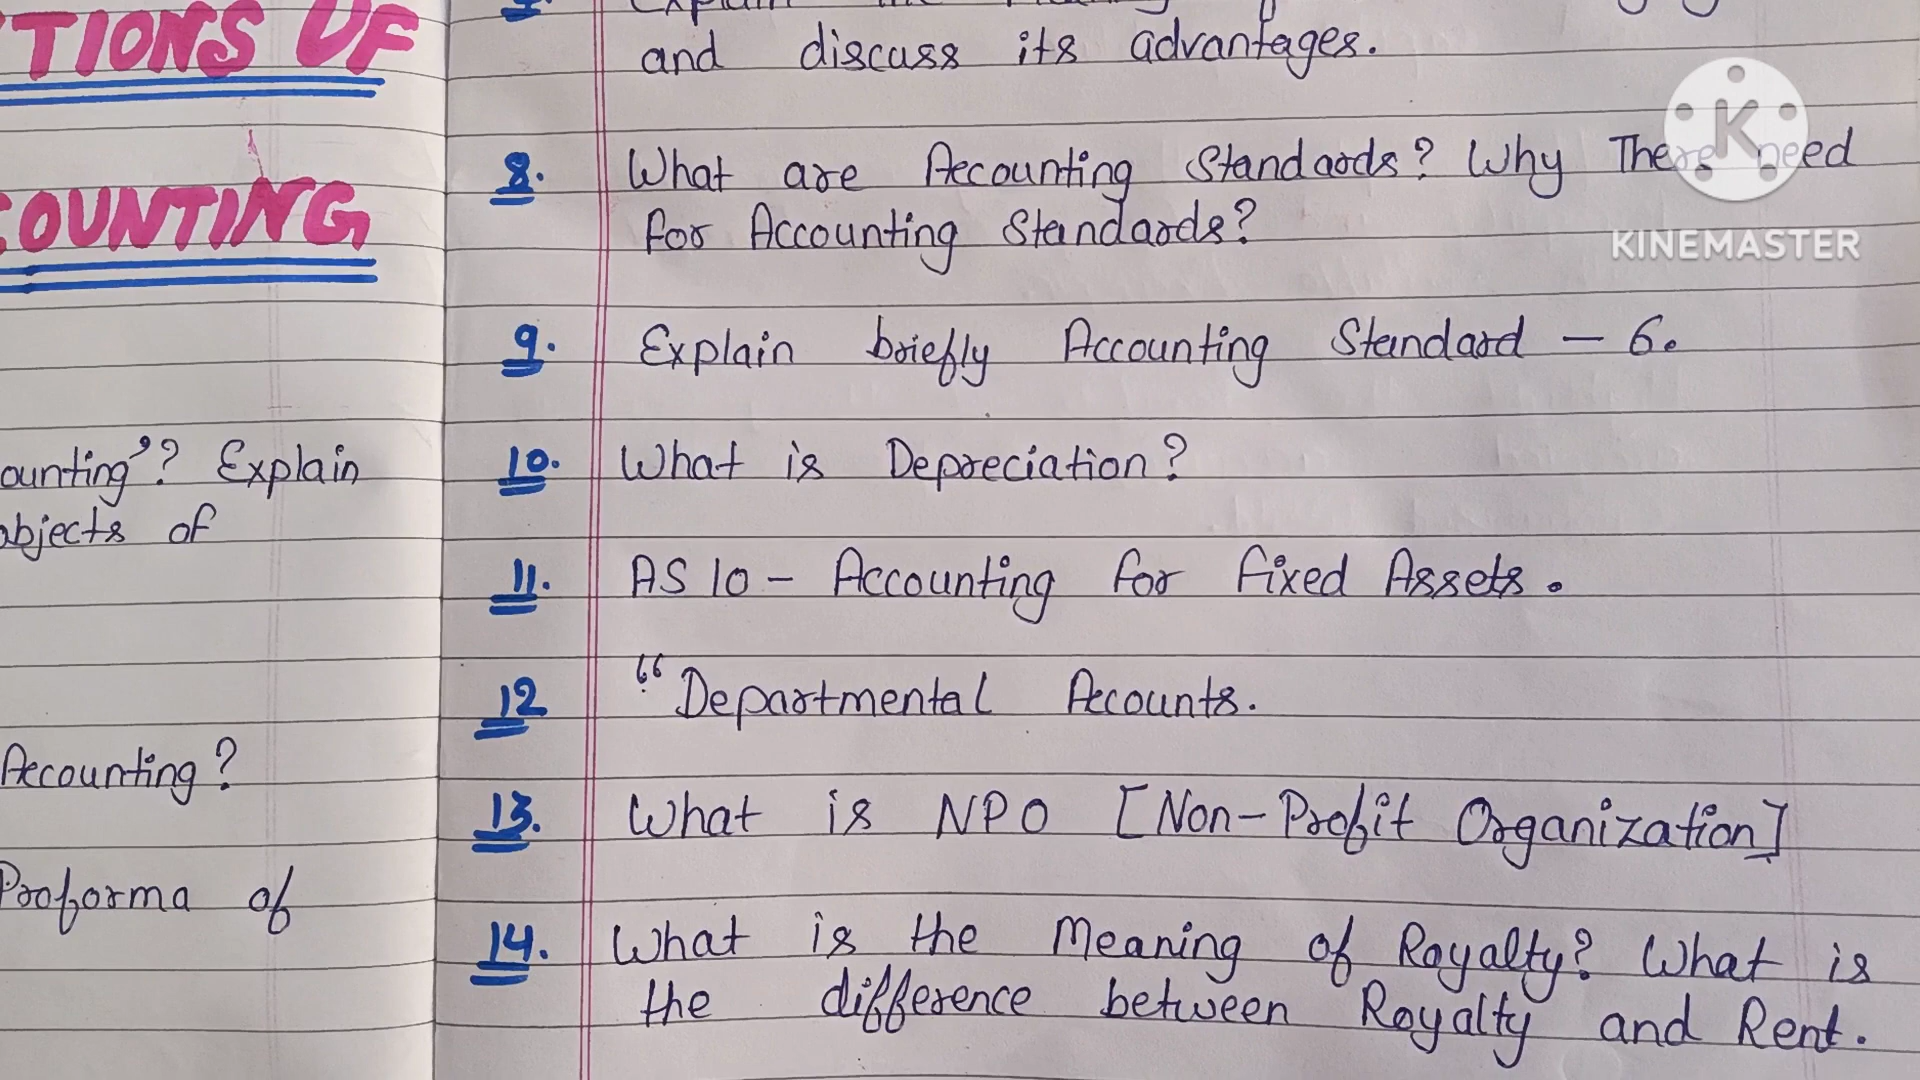 TIONS OF
COUNTING
ounting'? Explain
objects of
Accounting?
Proforma of
and discuss its advantages.
8. What are Accounting Standards? Why There need
for Accounting Standards?
9. Explain briefly Accounting Standard - 6.
10. What is Depreciation?
11. AS 10 - Accounting for Fixed Assets.
12 “Departmental Accounts.
13. What is NPO [Non-Profit Organization]
14. What is the Meaning of Royalty? What is
the difference between Royalty and Rent.
K
KINEMASTER